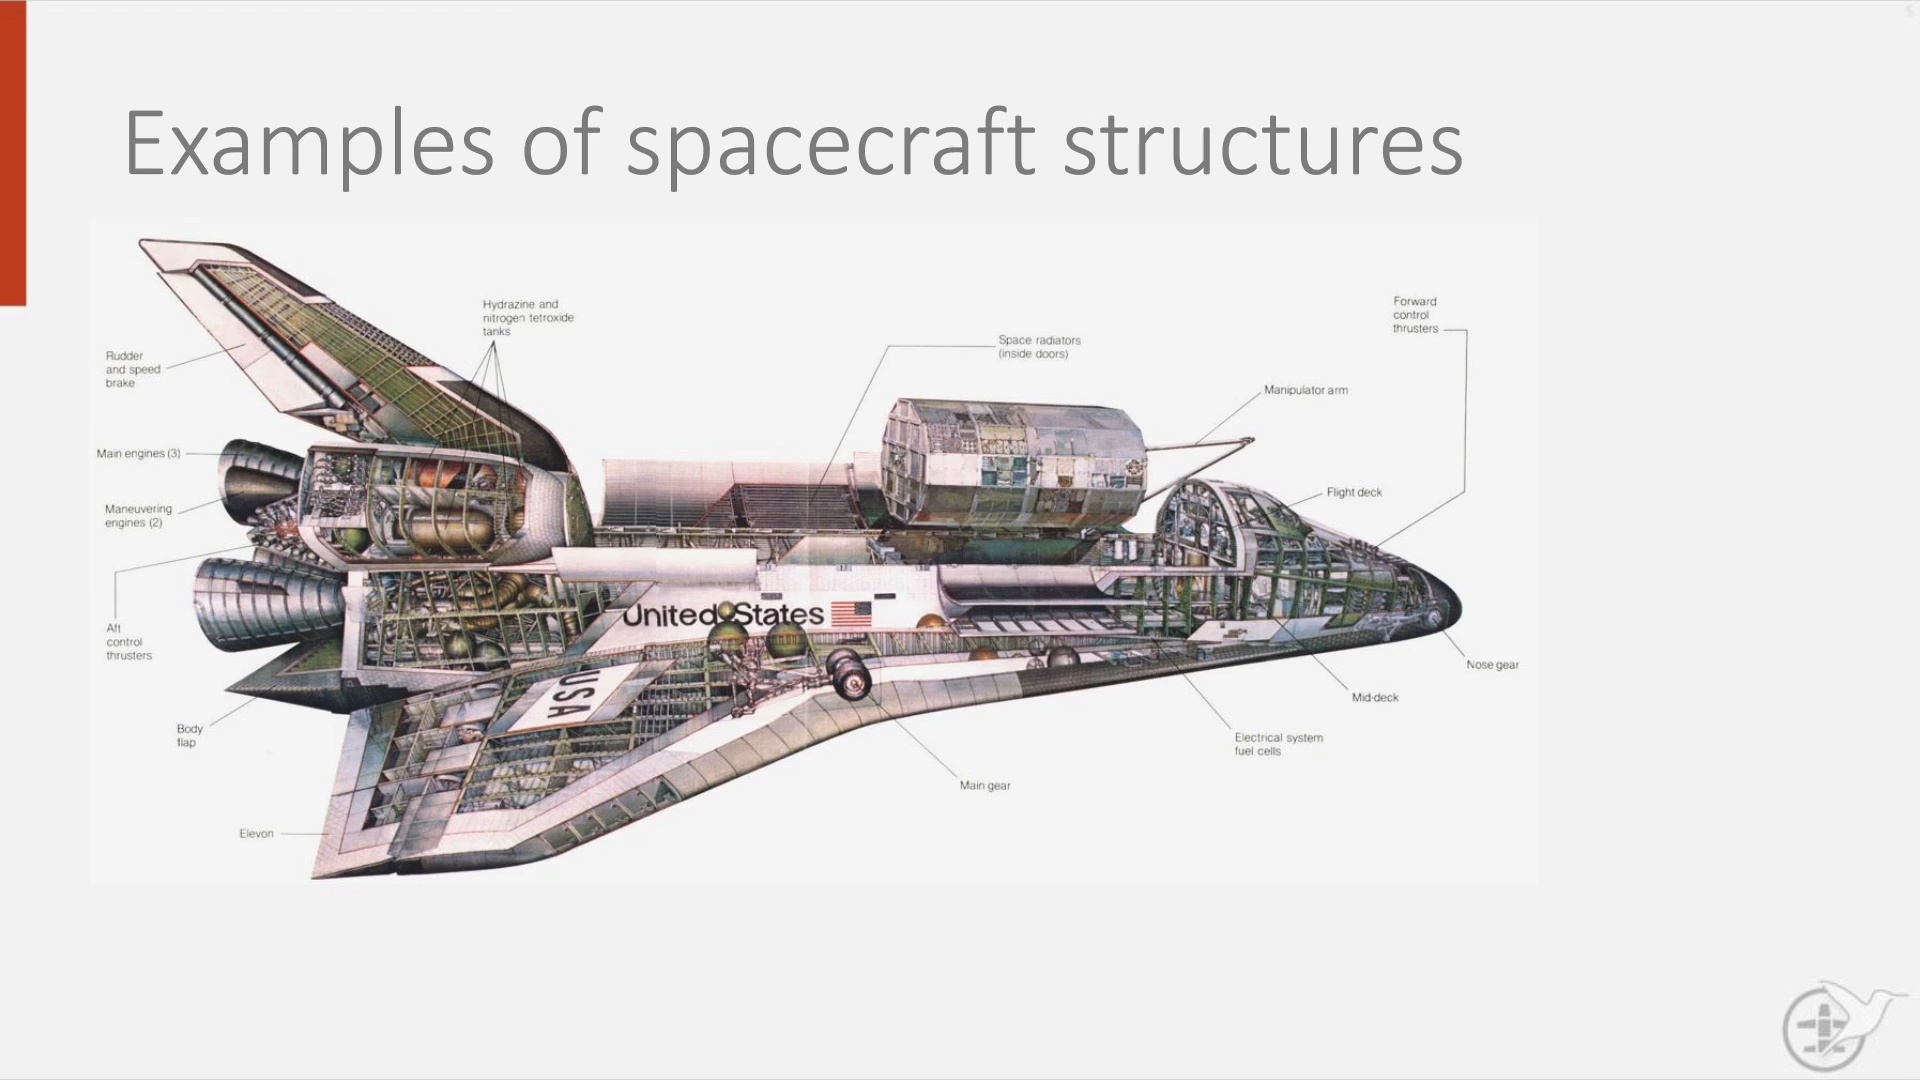 Examples of spacecraft structures
Hydrazine and
nitrogen tetroxide
tanks
Forward
control
thrusters
Space radiators
(inside doors)
Rudder
and speed
brake
Manipulator arm
Main engines (3)
Flight deck
Maneuvering
engines (2)
United States
Aft
control
thrusters
Nose gear
USA
Mid-deck
Body
flap
Electrical system
fuel cells
Main gear
Elevon